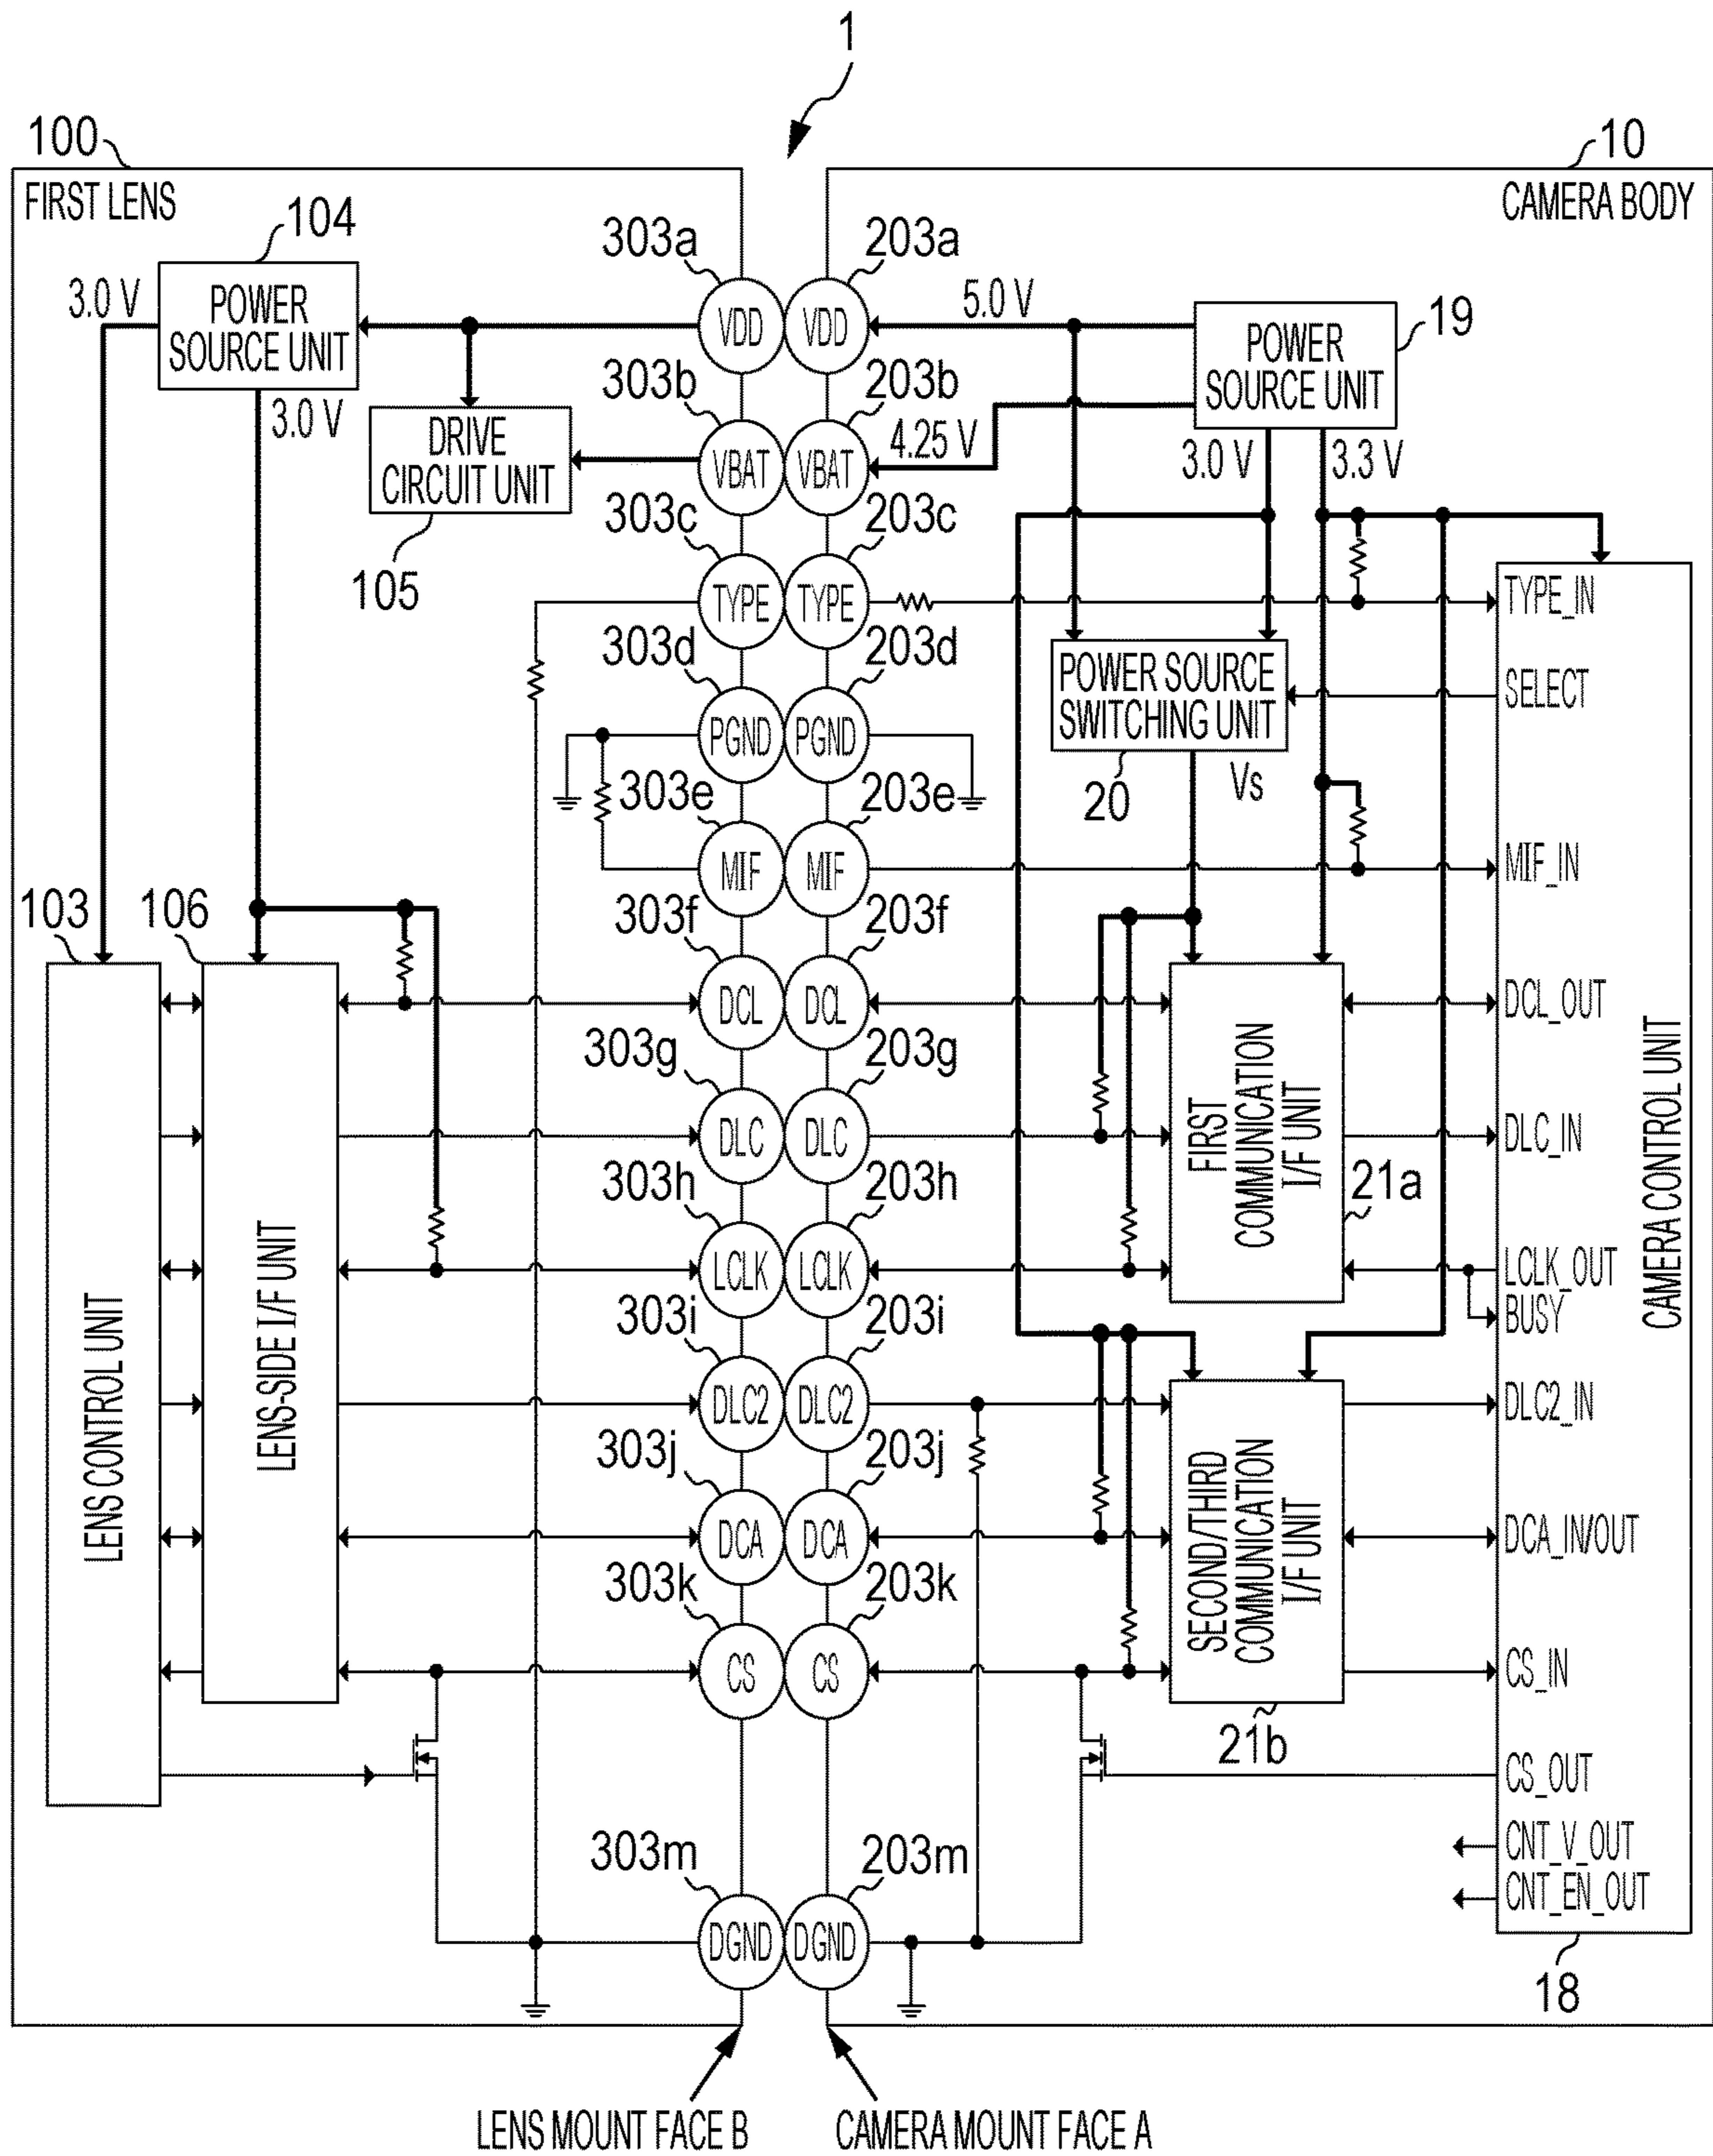 1
100
10
FIRST LENS
CAMERA BODY
104
303a
203a
3.0 V
POWER
SOURCE UNIT
VDD
VDD
5.0 V
POWER
SOURCE UNIT
19
303b
203b
3.0 V
DRIVE
CIRCUIT UNIT
VBAT
VBAT
4.25 V
3.0 V
3.3 V
303c
203c
105
TYPE
TYPE
TYPE_IN
303d
203d
POWER SOURCE
SWITCHING UNIT
SELECT
PGND
PGND
20
Vs
303e
203e
MIF
MIF
MIF_IN
103
106
303f
203f
DCL
DCL
DCL_OUT
303g
203g
DLC
DLC
FIRST
COMMUNICATION
I/F UNIT
DLC_IN
21a
CAMERA CONTROL UNIT
303h
203h
LCLK
LCLK
LCLK_OUT
BUSY
LENS CONTROL UNIT
LENS-SIDE I/F UNIT
303i
203i
DLC2
DLC2
DLC2_IN
303j
203j
DCA
DCA
SECOND/THIRD
COMMUNICATION
I/F UNIT
DCA_IN/OUT
303k
203k
CS
CS
CS_IN
21b
CS_OUT
CNT_V_OUT
CNT_EN_OUT
303m
203m
DGND
DGND
18
LENS MOUNT FACE B
CAMERA MOUNT FACE A